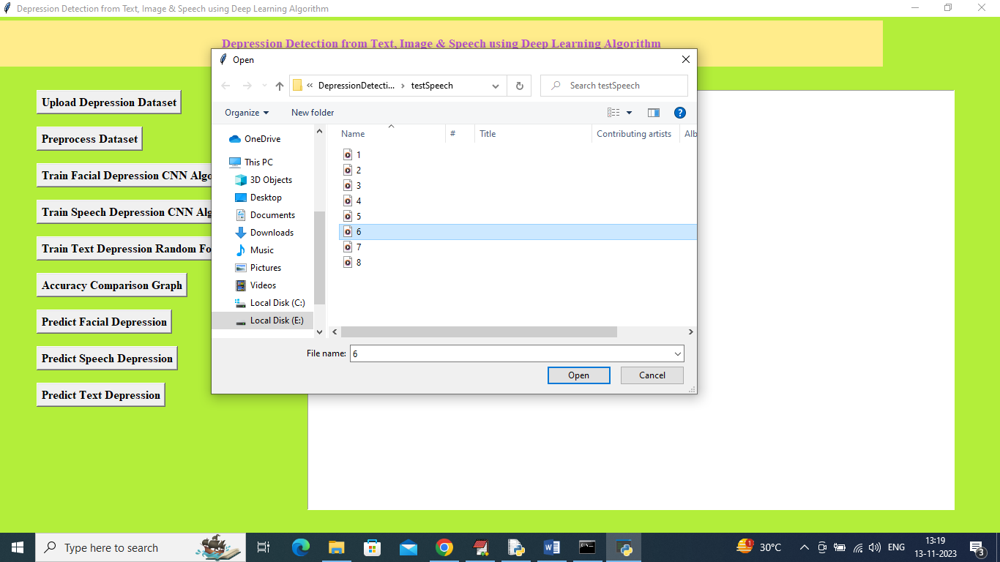 Depression Detection from Text, Image & Speech using Deep Learning Algorithm
Depression Detection from Text, Image & Speech using Deep Learning Algorithm
Upload Depression Dataset
Preprocess Dataset
Train Facial Depression CNN Algo
Train Speech Depression CNN Alg
Train Text Depression Random Fo
Accuracy Comparison Graph
Predict Facial Depression
Predict Speech Depression
Predict Text Depression
Open
« DepressionDetecti... › testSpeech
Search testSpeech
Organize
New folder
OneDrive
This PC
3D Objects
Desktop
Documents
Downloads
Music
Pictures
Videos
Local Disk (C:)
Local Disk (E:)
Name # Title Contributing artists Alb
1
2
3
4
5
6
7
8
File name: 6
Open Cancel
Type here to search
1
30°C
ENG
13:19
13-11-2023
3